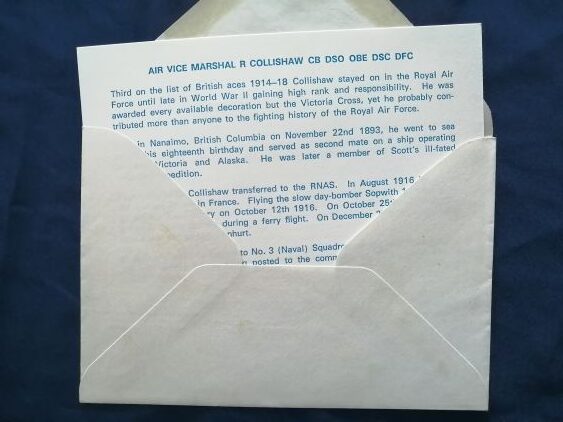 AIR VICE MARSHAL R COLLISHAW CB DSO OBE DSC DFC
Third on the list of British aces 1914–18 Collishaw stayed on in the Royal Air
Force until late in World War II gaining high rank and responsibility. He was
awarded every available decoration but the Victoria Cross, yet he probably con-
tributed more than anyone to the fighting history of the Royal Air Force.
in Nanaimo, British Columbia on November 22nd 1893, he went to sea
his eighteenth birthday and served as second mate on a ship operating
Victoria and Alaska. He was later a member of Scott's ill-fated
Collishaw transferred to the RNAS. In August 1916
in France. Flying the slow day-bomber Sopwith
on October 12th 1916. On October
during a ferry flight. On December
to No. 3 (Naval)
posted to the